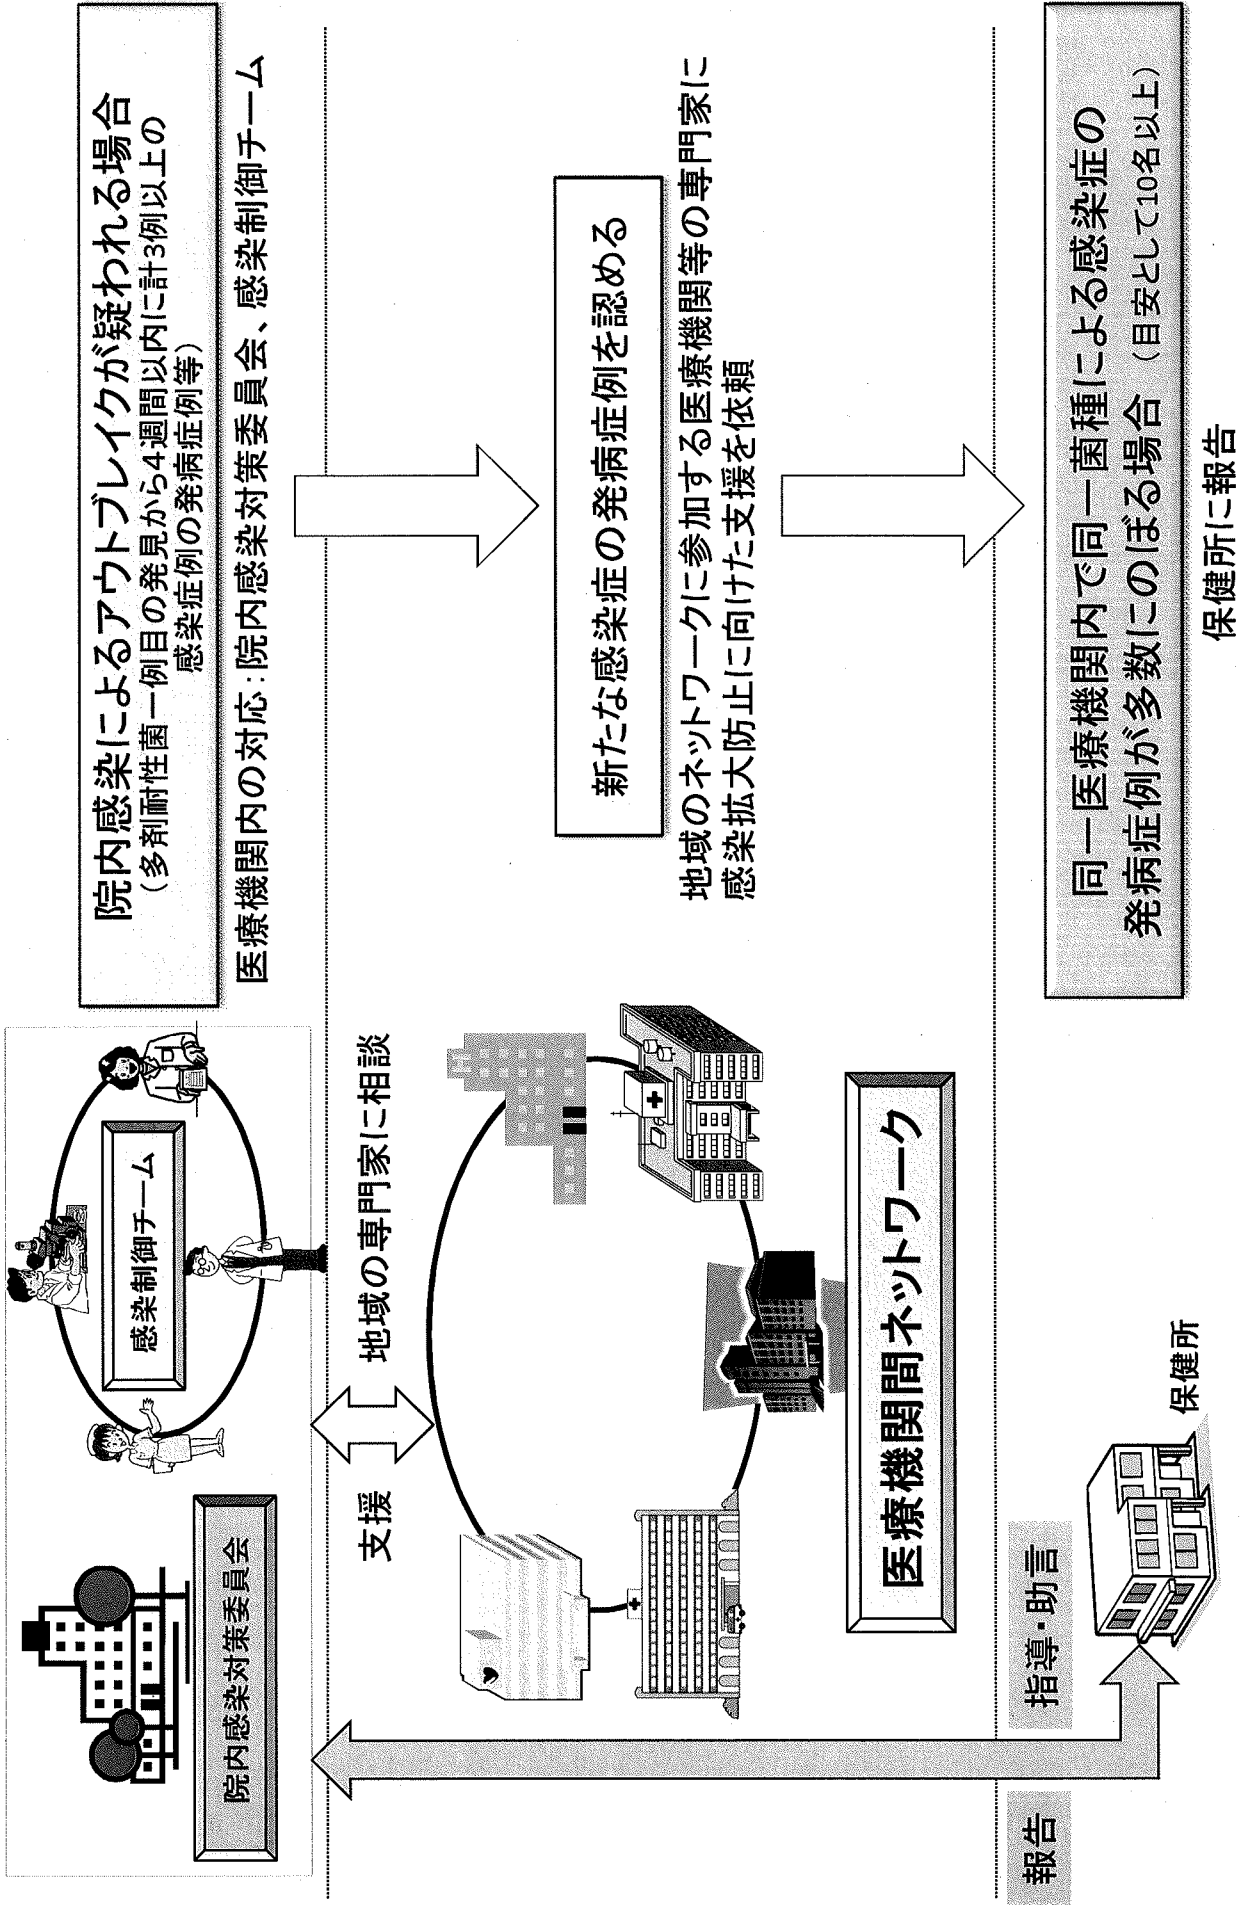 院内感染対策委員会
感染制御チーム
院内感染によるアウトブレイクが疑われる場合
（多剤耐性菌一例目の発見から4週間以内に計3例以上の
感染症例の発病症例等）
医療機関内の対応：院内感染対策委員会、感染制御チーム
支援
地域の専門家に相談
H
医療機関間ネットワーク
新たな感染症の発病症例を認める
地域のネットワークに参加する医療機関等の専門家に
感染拡大防止に向けた支援を依頼
報告
指導・助言
保健所
同一医療機関内で同一菌種による感染症の
発病症例が多数にのぼる場合（目安として10名以上）
保健所に報告